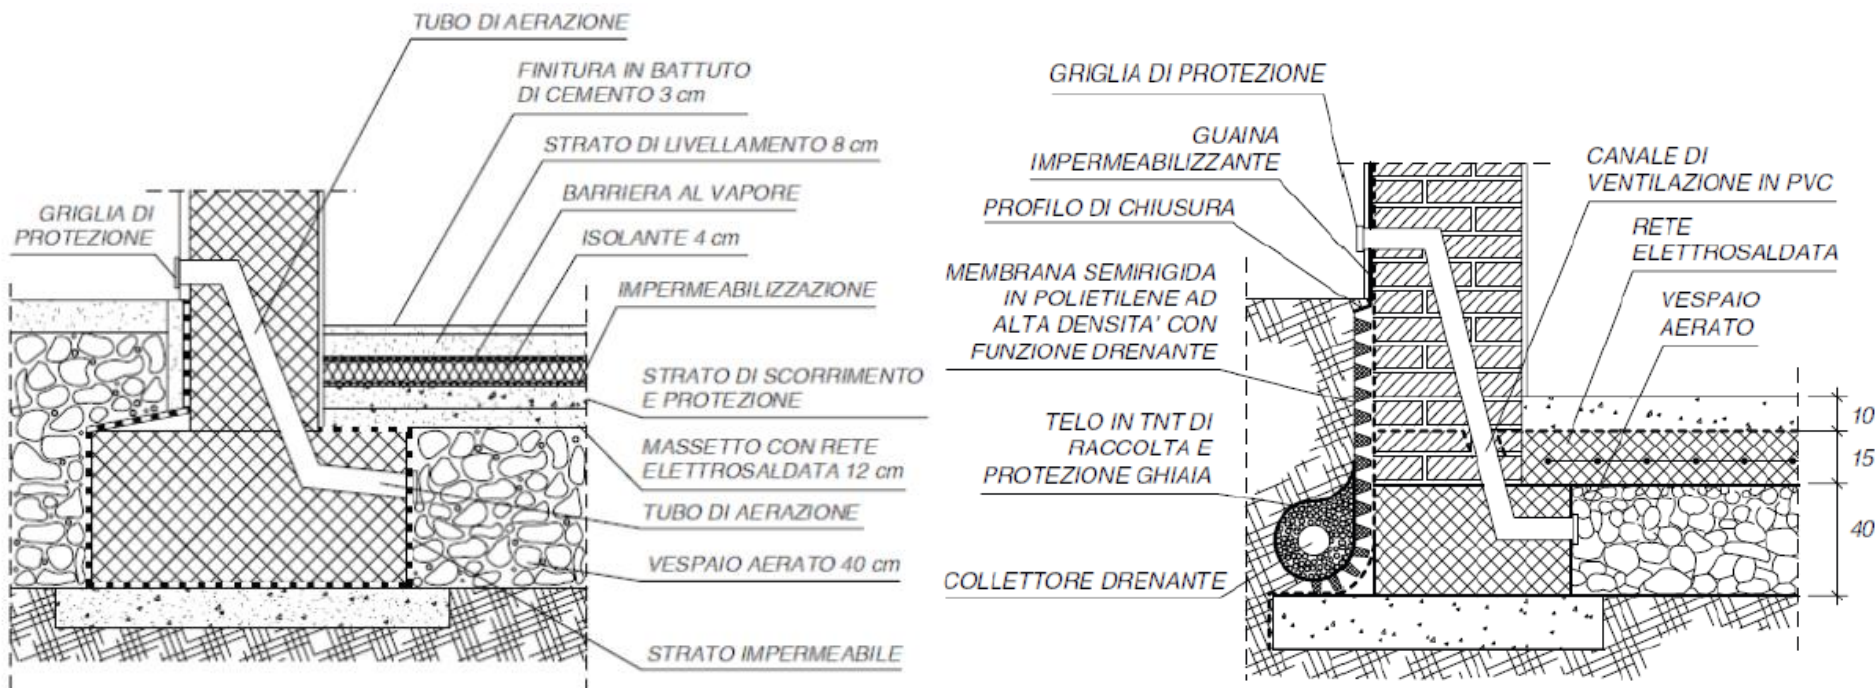 TUBO DI AERAZIONE
FINITURA IN BATTUTO
DI CEMENTO 3 cm
STRATO DI LIVELLAMENTO 8 cm
BARRIERA AL VAPORE
GRIGLIA DI
PROTEZIONE
ISOLANTE 4 cm
IMPERMEABILIZZAZIONE
STRATO DI SCORRIMENTO
E PROTEZIONE
MASSETTO CON RETE
ELETTROSALDATA 12 cm
TUBO DI AERAZIONE
VESPAIO AERATO 40 cm
STRATO IMPERMEABILE
GRIGLIA DI PROTEZIONE
GUAINA
IMPERMEABILIZZANTE
PROFILO DI CHIUSURA
MEMBRANA SEMIRIGIDA
IN POLIETILENE AD
ALTA DENSITA' CON
FUNZIONE DRENANTE
TELO IN TNT DI
RACCOLTA E
PROTEZIONE GHIAIA
COLLETTORE DRENANTE
CANALE DI
VENTILAZIONE IN PVC
RETE
ELETTROSALDATA
VESPAIO
AERATO
10
15
40